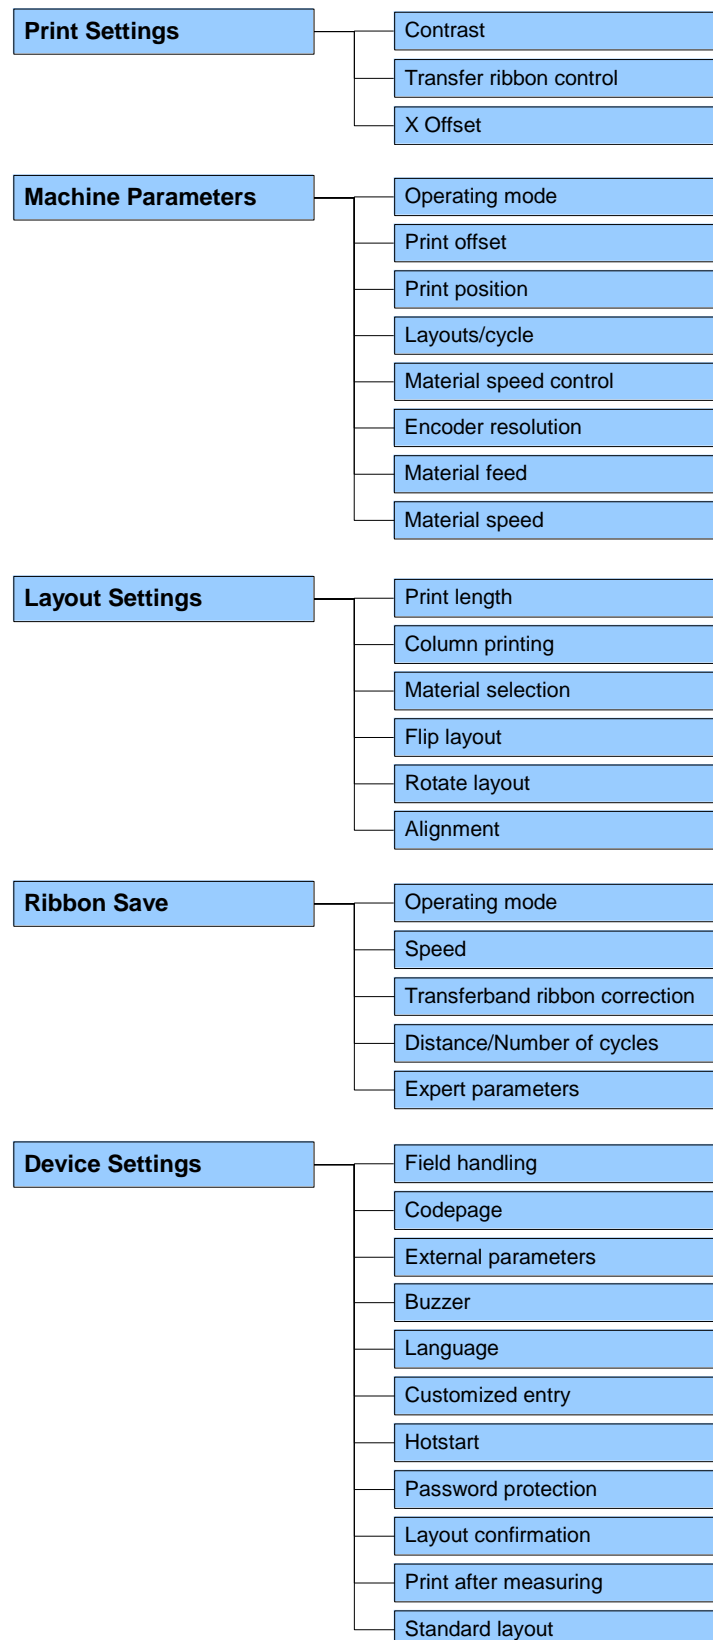 Print Settings
Contrast
Transfer ribbon control
X Offset
Machine Parameters
Operating mode
Print offset
Print position
Layouts/cycle
Material speed control
Encoder resolution
Material feed
Material speed
Layout Settings
Print length
Column printing
Material selection
Flip layout
Rotate layout
Alignment
Ribbon Save
Operating mode
Speed
Transferband ribbon correction
Distance/Number of cycles
Expert parameters
Device Settings
Field handling
Codepage
External parameters
Buzzer
Language
Customized entry
Hotstart
Password protection
Layout confirmation
Print after measuring
Standard layout